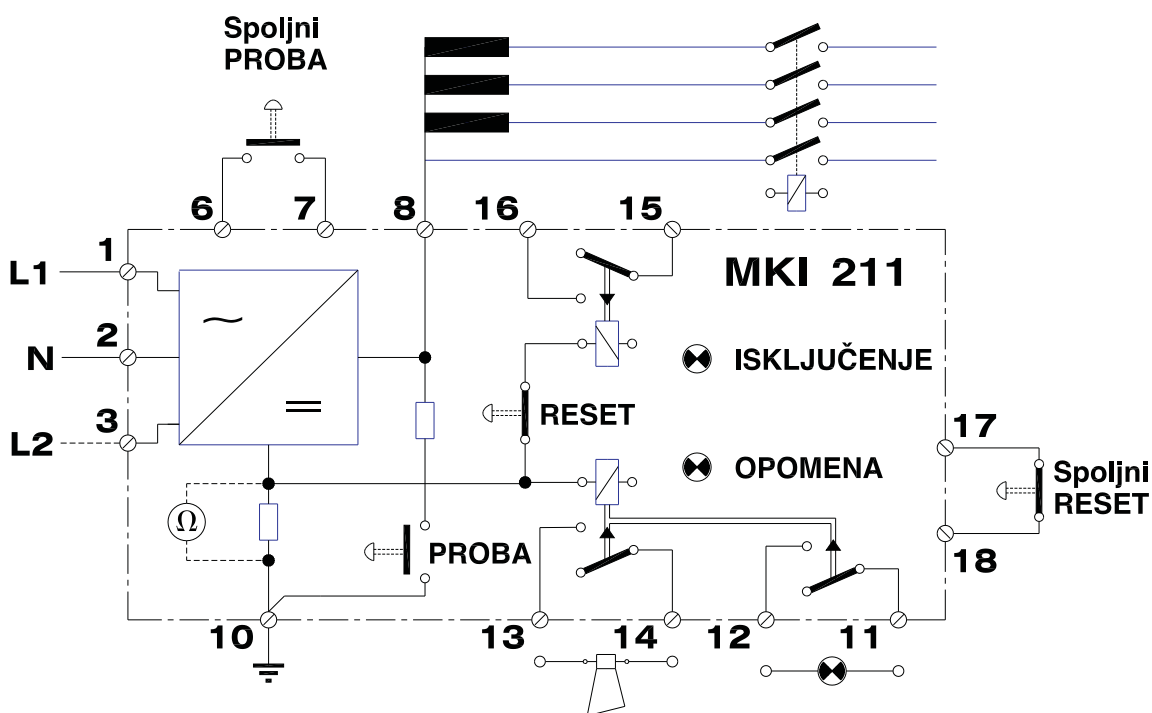 Spoljni
PROBA
6
7
8
16
15
1
L1
MKI 211
2
N
ISKLJUČENJE
3
L2
RESET
17
OPOMENA
Spoljni
RESET
Ω
PROBA
18
10
13
14
12
11